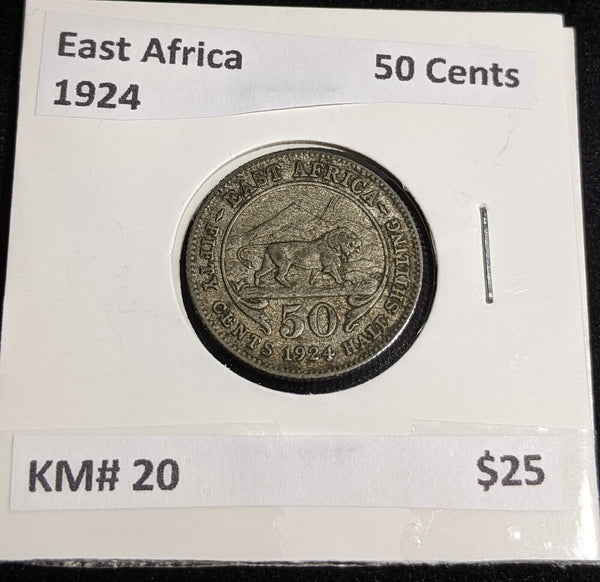 East Africa 50 Cents
1924
- EAST AFRICA -
FIFTY CENTS
HALF SHILLING
50
1924
KM# 20 $25